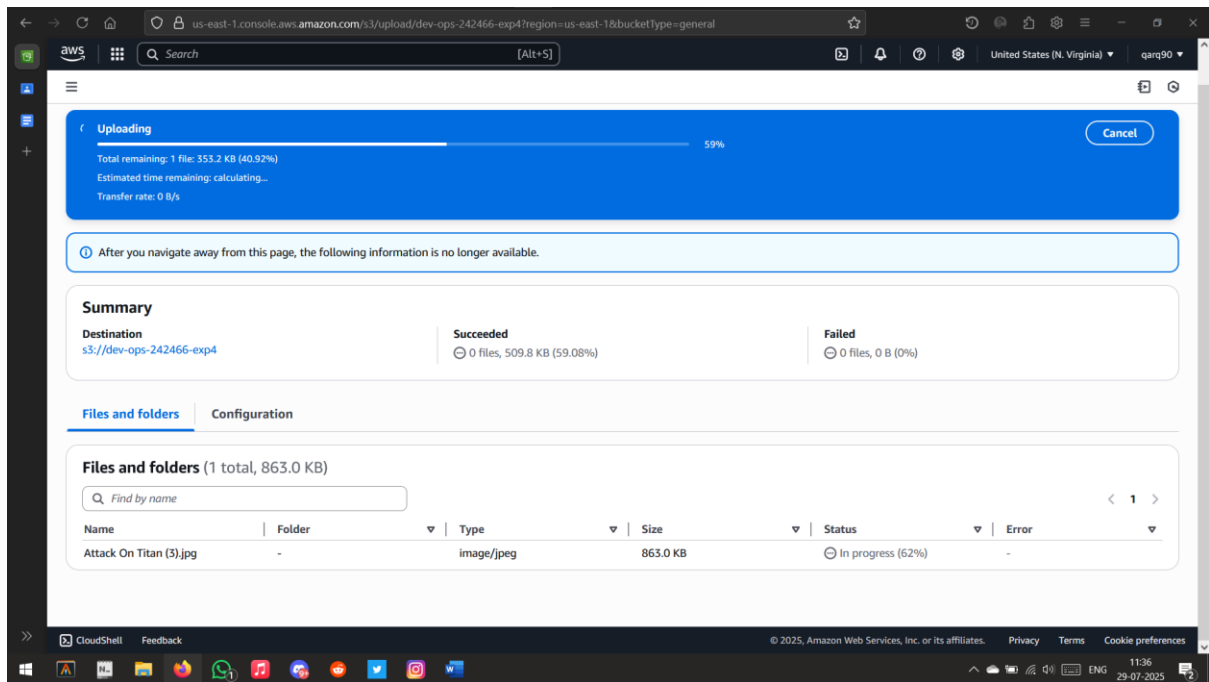 us-east-1.console.aws.amazon.com/s3/upload/dev-ops-242466-exp4?region=us-east-1&bucketType=general
aws Search [Alt+S] United States (N. Virginia) qarq90
Uploading
Cancel
59%
Total remaining: 1 file: 353.2 KB (40.92%)
Estimated time remaining: calculating...
Transfer rate: 0 B/s
After you navigate away from this page, the following information is no longer available.
Summary
Destination Succeeded Failed
s3://dev-ops-242466-exp4 0 files, 509.8 KB (59.08%) 0 files, 0 B (0%)
Files and folders Configuration
Files and folders (1 total, 863.0 KB)
Find by name
1
Name Folder Type Size Status Error
Attack On Titan (3).jpg - image/jpeg 863.0 KB In progress (62%) -
CloudShell Feedback © 2025, Amazon Web Services, Inc. or its affiliates. Privacy Terms Cookie preferences
ENG 11:36
29-07-2025